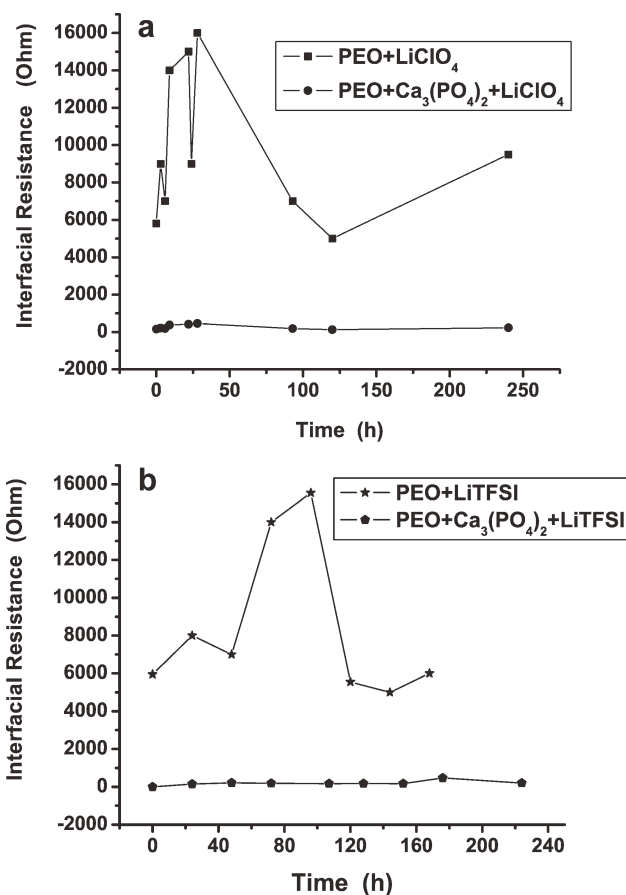 a
16000
14000
12000
10000
8000
6000
4000
2000
0
-2000
Interfacial Resistance (Ohm)
PEO+LiClO₄
PEO+Ca₃(PO₄)₂+LiClO₄
0 50 100 150 200 250
Time (h)
b
16000
14000
12000
10000
8000
6000
4000
2000
0
-2000
Interfacial Resistance (Ohm)
PEO+LiTFSI
PEO+Ca₃(PO₄)₂+LiTFSI
0 40 80 120 160 200 240
Time (h)